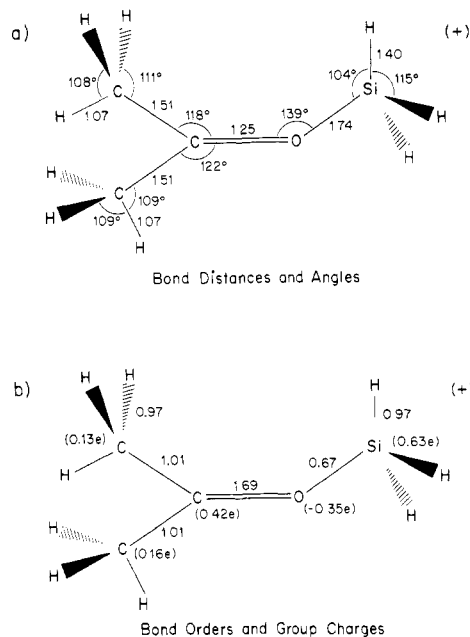 a)
H
H
H
(+)
108°
111°
1.40
104°
115°
C
Si
H
1.07
1.51
118°
139°
1.74
H
1.25
C
O
H
122°
H
1.51
C
109°
H
109°
1.07
H
Bond Distances and Angles
b)
H
H
H
(+
0.97
0.97
(0.13e)
C
Si
(0.63e)
H
1.01
0.67
H
1.69
C
O
H
H
1.01
(0.42e)
(-0.35e)
C
(0.16e)
H
H
Bond Orders and Group Charges